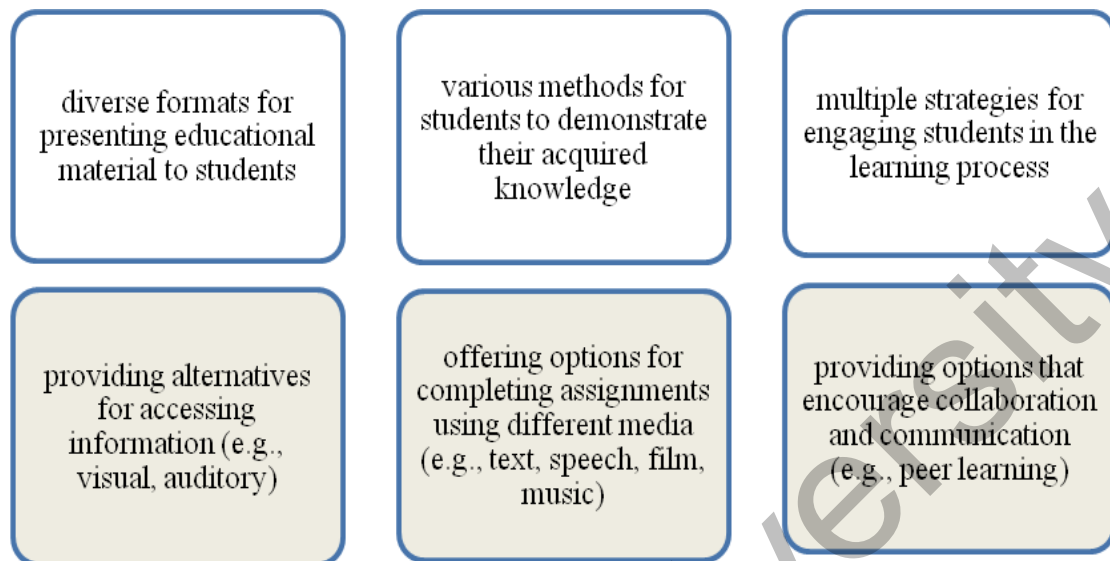 diverse formats for
presenting educational
material to students
various methods for
students to demonstrate
their acquired
knowledge
multiple strategies for
engaging students in the
learning process
providing alternatives
for accessing
information (e.g.,
visual, auditory)
offering options for
completing assignments
using different media
(e.g., text, speech, film,
music)
providing options that
encourage collaboration
and communication
(e.g., peer learning)